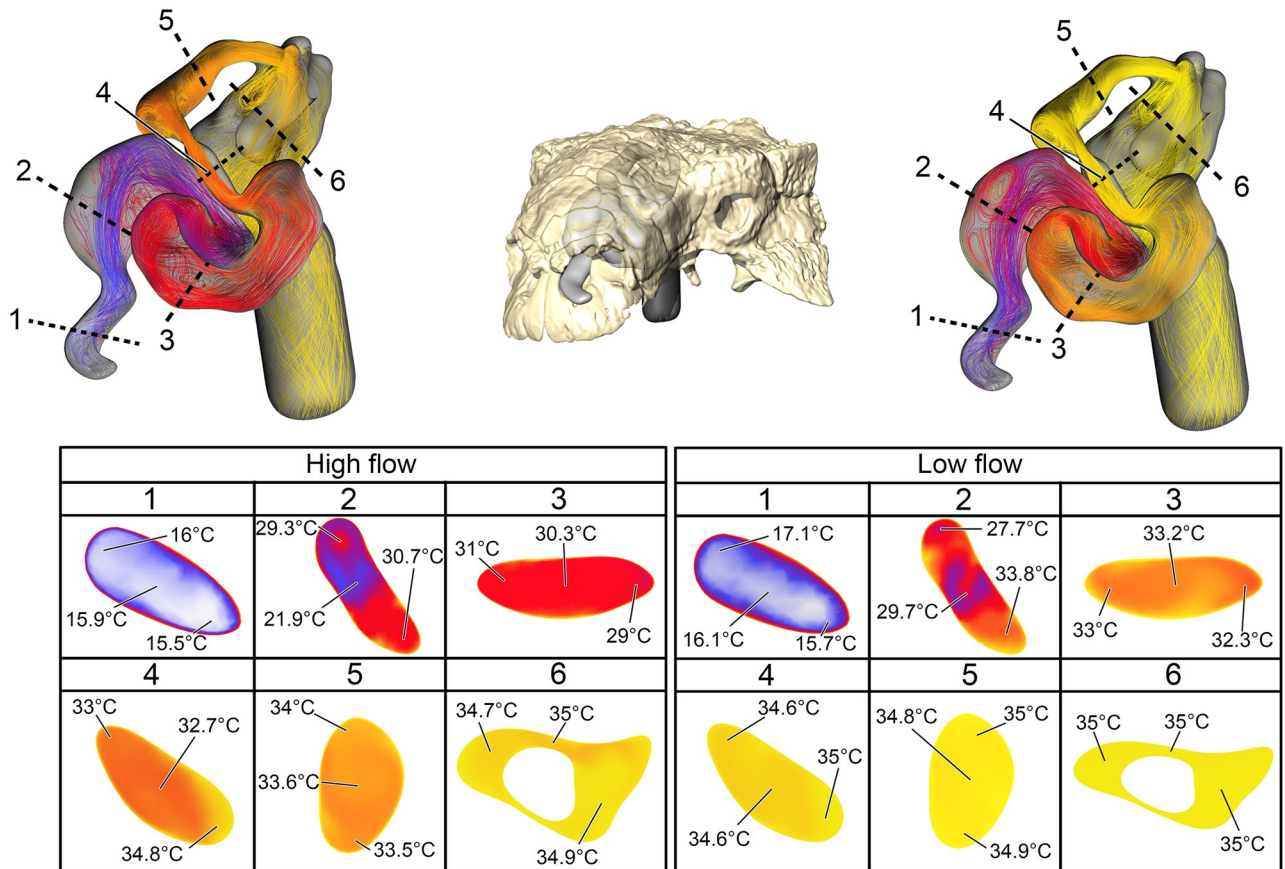 5
4
2
6
1
3
5
4
2
6
1
3
High flow
1
2
3
16°C
15.9°C
15.5°C
29.3°C
30.7°C
21.9°C
31°C
30.3°C
29°C
4
5
6
33°C
32.7°C
34.8°C
34°C
33.6°C
33.5°C
34.7°C
35°C
34.9°C
Low flow
1
2
3
17.1°C
16.1°C
15.7°C
27.7°C
33.8°C
29.7°C
33.2°C
33°C
32.3°C
4
5
6
34.6°C
35°C
34.6°C
34.8°C
35°C
34.9°C
35°C
35°C
35°C